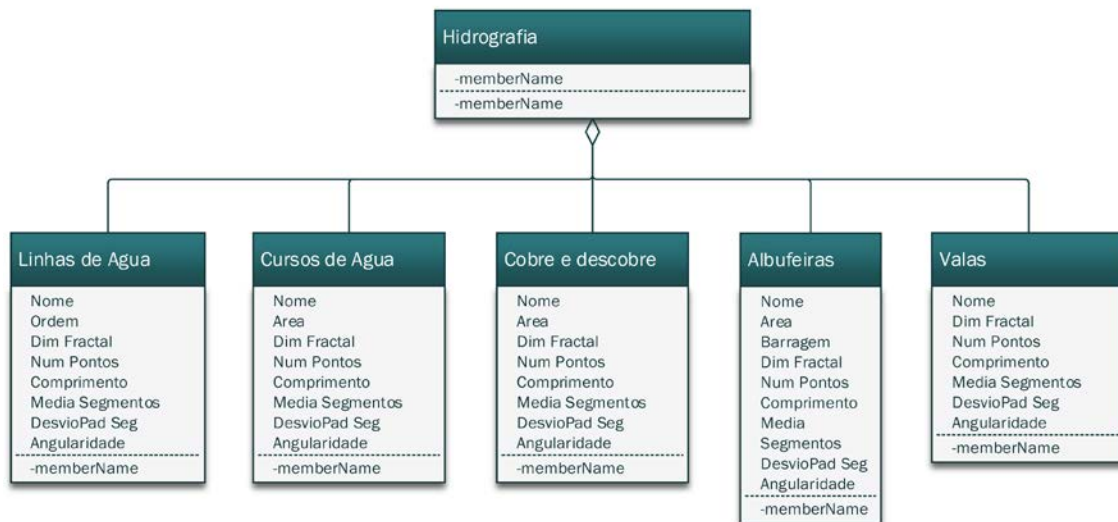 Hidrografia
-memberName
-memberName
Linhas de Agua
Nome
Ordem
Dim Fractal
Num Pontos
Comprimento
Media Segmentos
DesvioPad Seg
Angularidade
-memberName
Cursos de Agua
Nome
Area
Dim Fractal
Num Pontos
Comprimento
Media Segmentos
DesvioPad Seg
Angularidade
-memberName
Cobre e descobre
Nome
Area
Dim Fractal
Num Pontos
Comprimento
Media Segmentos
DesvioPad Seg
Angularidade
-memberName
Albufeiras
Nome
Area
Barragem
Dim Fractal
Num Pontos
Comprimento
Media
Segmentos
DesvioPad Seg
Angularidade
-memberName
Valas
Nome
Dim Fractal
Num Pontos
Comprimento
Media Segmentos
DesvioPad Seg
Angularidade
-memberName